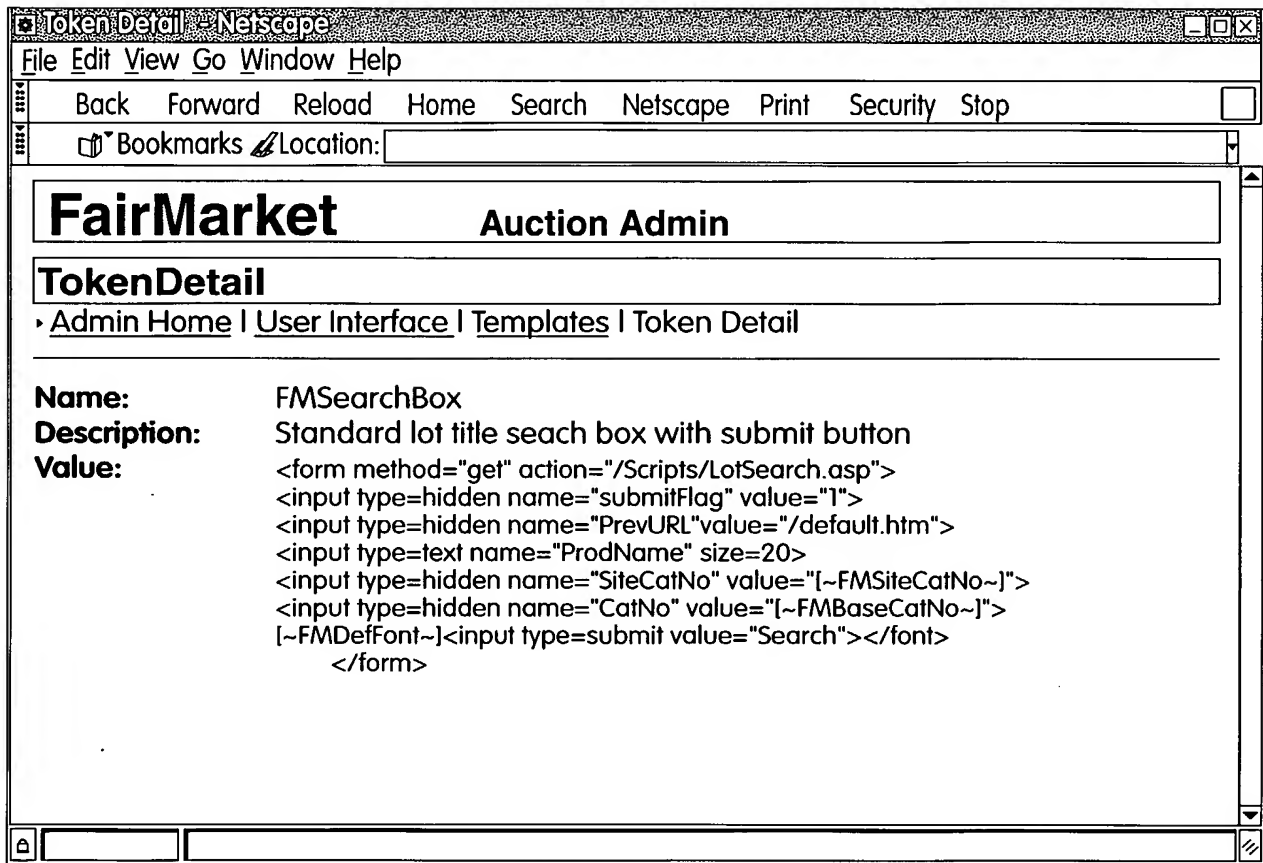 Token Detail - Netscape
File Edit View Go Window Help
Back Forward Reload Home Search Netscape Print Security Stop
Bookmarks Location:
FairMarket Auction Admin
TokenDetail
Admin Home | User Interface | Templates | Token Detail
Name: FMSearchBox
Description: Standard lot title seach box with submit button
Value: <form method="get" action="/Scripts/LotSearch.asp">
<input type=hidden name="submitFlag" value="1">
<input type=hidden name="PrevURL"value="/default.htm">
<input type=text name="ProdName" size=20>
<input type=hidden name="SiteCatNo" value="[~FMSiteCatNo~]">
<input type=hidden name="CatNo" value="[~FMBaseCatNo~]">
[~FMDefFont~]<input type=submit value="Search"></font>
</form>